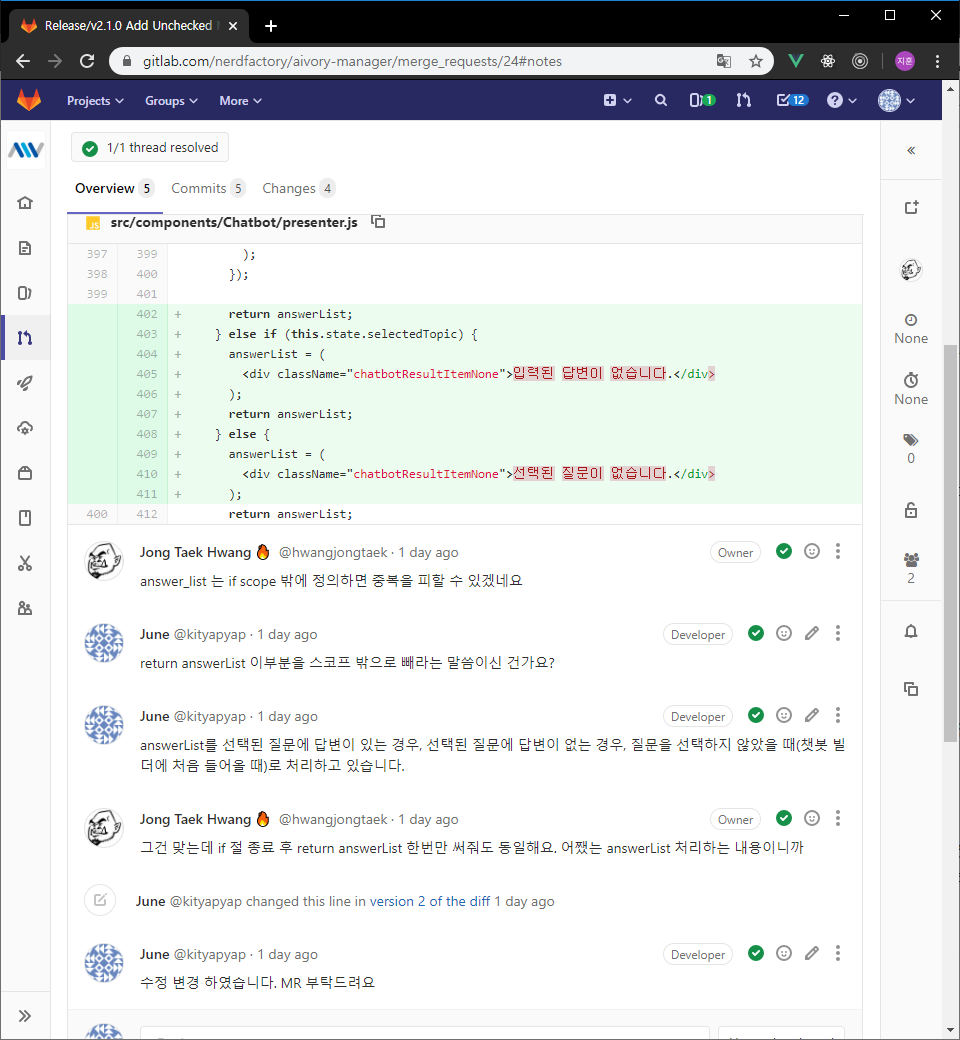 Release/v2.1.0 Add Unchecked
gitlab.com/nerdfactory/aivory-manager/merge_requests/24#notes
지훈
Projects Groups More 1 12
1/1 thread resolved
Overview 5 Commits 5 Changes 4
src/components/Chatbot/presenter.js
397 399 );
398 400 });
399 401
402 + return answerList;
403 + } else if (this.state.selectedTopic) {
404 + answerList = (
405 + <div className="chatbotResultItemNone">입력된 답변이 없습니다.</div>
406 + );
407 + return answerList;
408 + } else {
409 + answerList = (
410 + <div className="chatbotResultItemNone">선택된 질문이 없습니다.</div>
411 + );
400 412 return answerList;
None
None
0
2
Jong Taek Hwang 🔥 @hwangjongtaek · 1 day ago Owner
answer_list 는 if scope 밖에 정의하면 중복을 피할 수 있겠네요
June @kityapyap · 1 day ago Developer
return answerList 이부분을 스코프 밖으로 빼라는 말씀이신 건가요?
June @kityapyap · 1 day ago Developer
answerList를 선택된 질문에 답변이 있는 경우, 선택된 질문에 답변이 없는 경우, 질문을 선택하지 않았을 때(챗봇 빌
더에 처음 들어올 때)로 처리하고 있습니다.
Jong Taek Hwang 🔥 @hwangjongtaek · 1 day ago Owner
그건 맞는데 if 절 종료 후 return answerList 한번만 써줘도 동일해요. 어쨌는 answerList 처리하는 내용이니까
June @kityapyap changed this line in version 2 of the diff 1 day ago
June @kityapyap · 1 day ago Developer
수정 변경 하였습니다. MR 부탁드려요